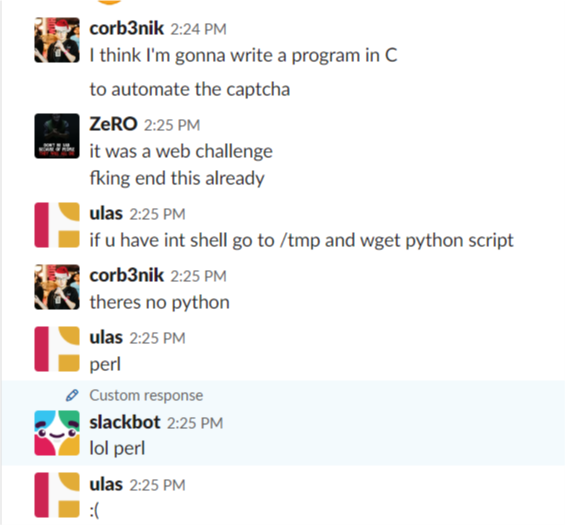 corb3nik 2:24 PM
I think I'm gonna write a program in C
to automate the captcha
ZeRO 2:25 PM
it was a web challenge
fking end this already
ulas 2:25 PM
if u have int shell go to /tmp and wget python script
corb3nik 2:25 PM
theres no python
ulas 2:25 PM
perl
Custom response
slackbot 2:25 PM
lol perl
ulas 2:25 PM
:(